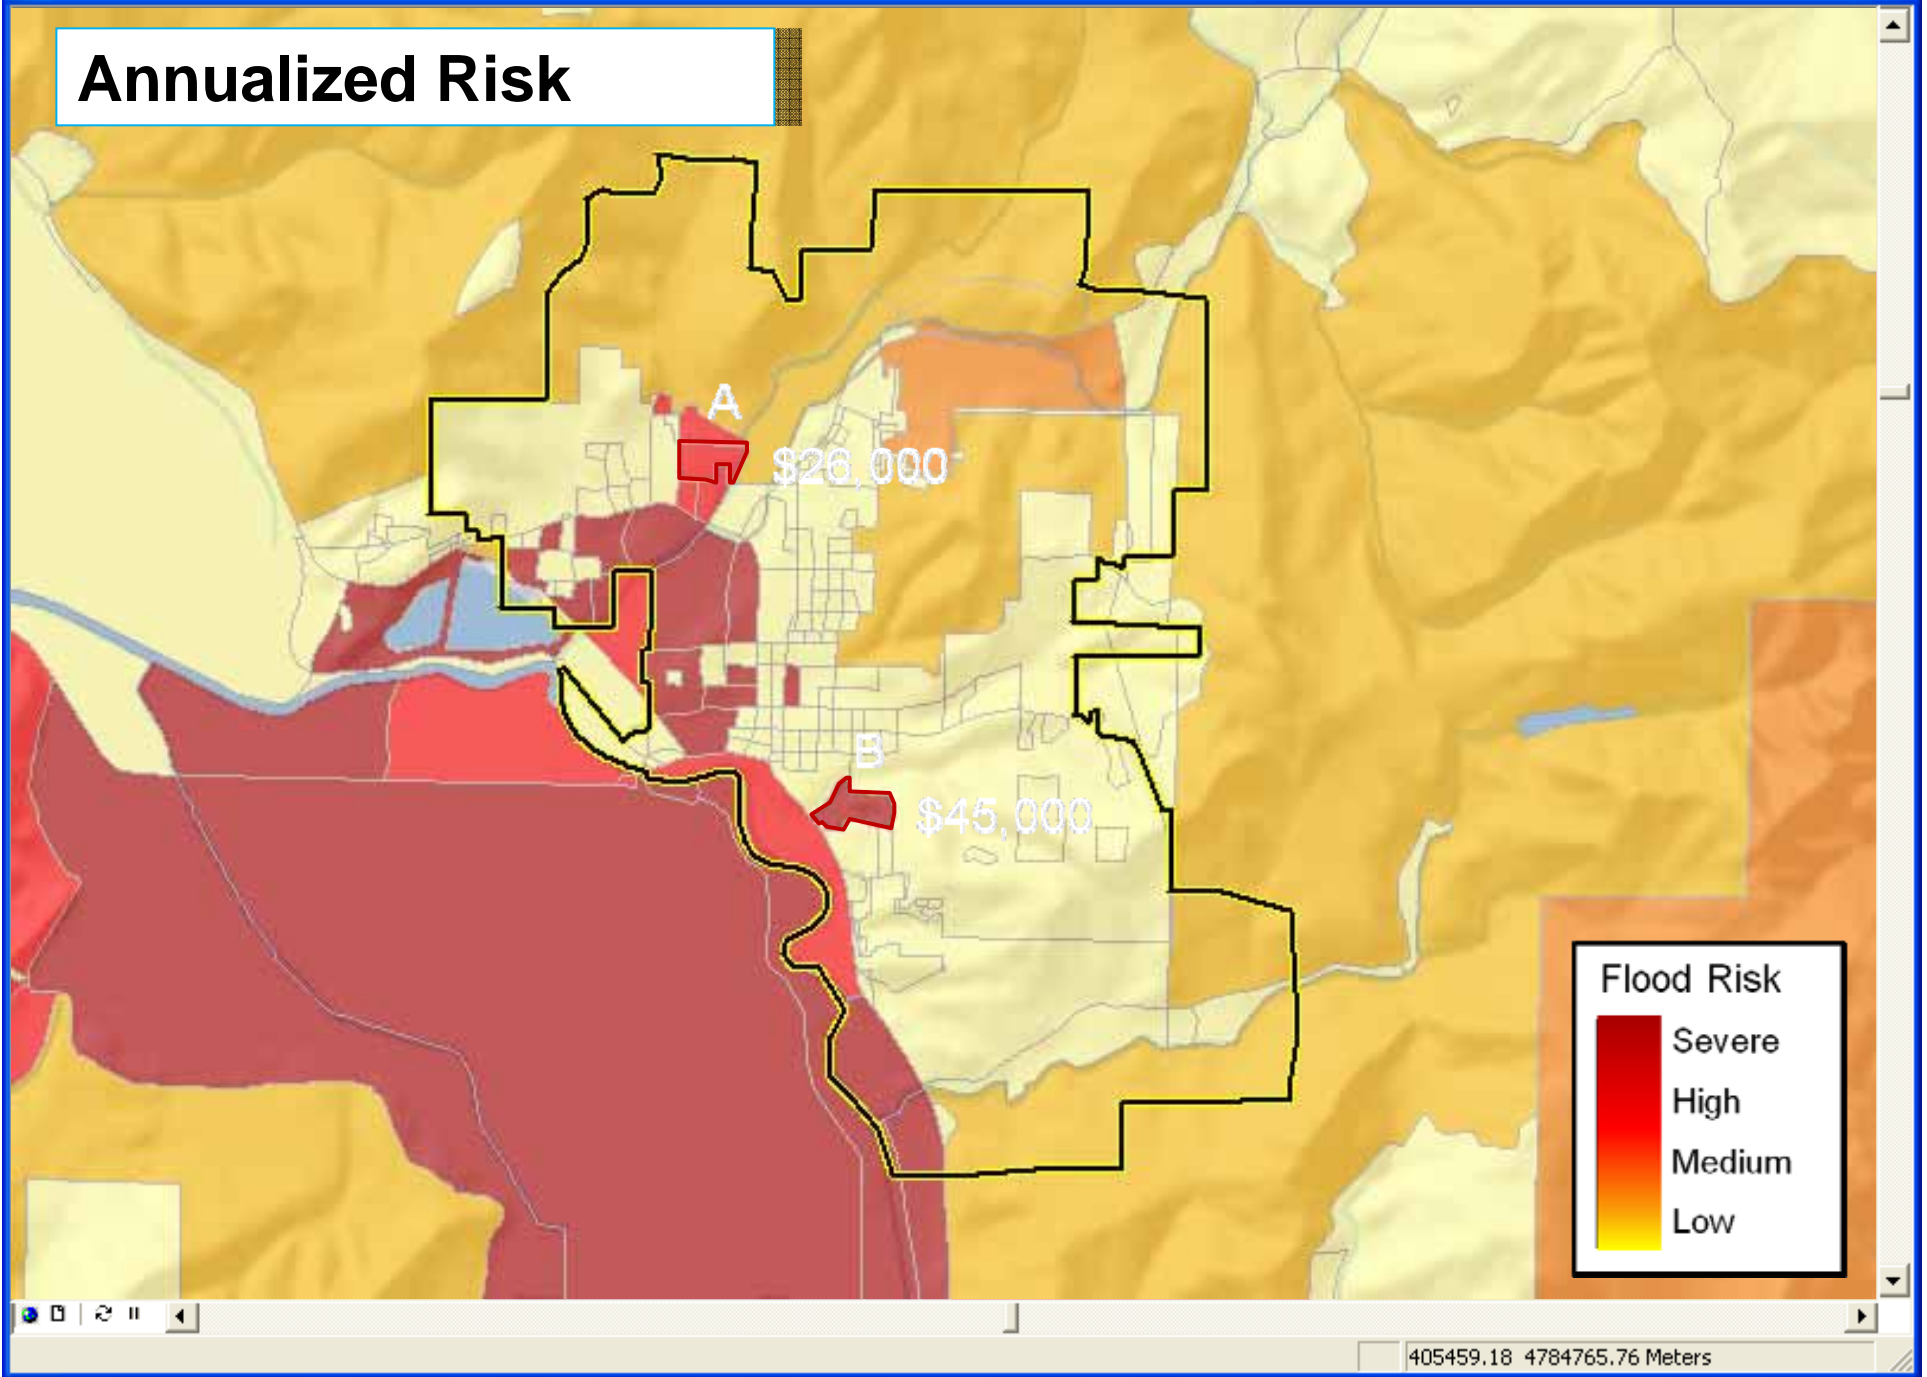 Annualized Risk
A
$26,000
B
$45,000
Flood Risk
Severe
High
Medium
Low
405459.18 4784765.76 Meters